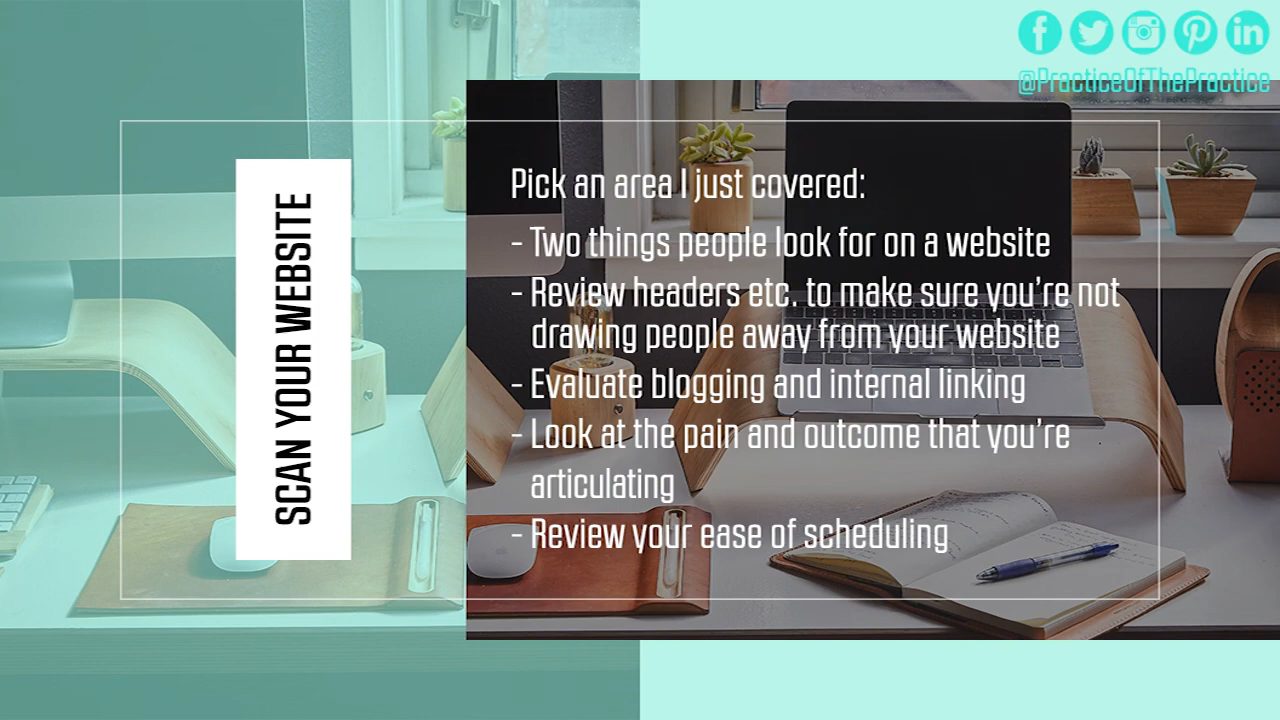 @PracticeOfThePractice
SCAN YOUR WEBSITE
Pick an area I just covered:
- Two things people look for on a website
- Review headers etc. to make sure you're not
drawing people away from your website
- Evaluate blogging and internal linking
- Look at the pain and outcome that you're
articulating
- Review your ease of scheduling